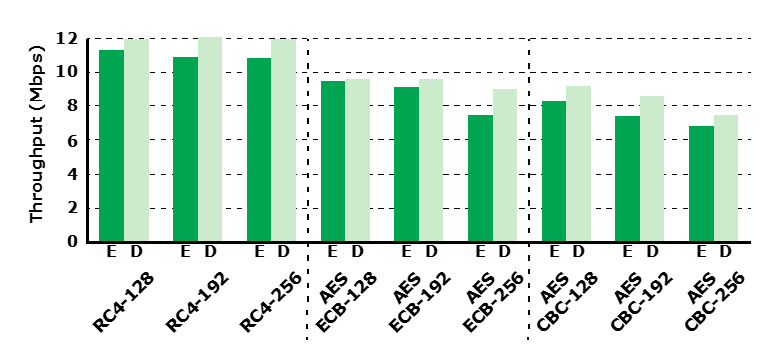 Throughput (Mbps)
12
10
8
6
4
2
0
E D E D E D E D E D E D E D E D E D
RC4-128
RC4-192
RC4-256
AES
ECB-128
AES
ECB-192
AES
ECB-256
AES
CBC-128
AES
CBC-192
AES
CBC-256